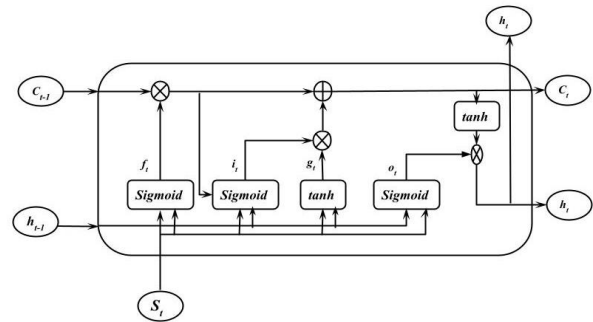 h_t
C_{t-1}
C_t
tanh
f_t
i_t
g_t
o_t
Sigmoid
Sigmoid
tanh
Sigmoid
h_{t-1}
h_t
S_t